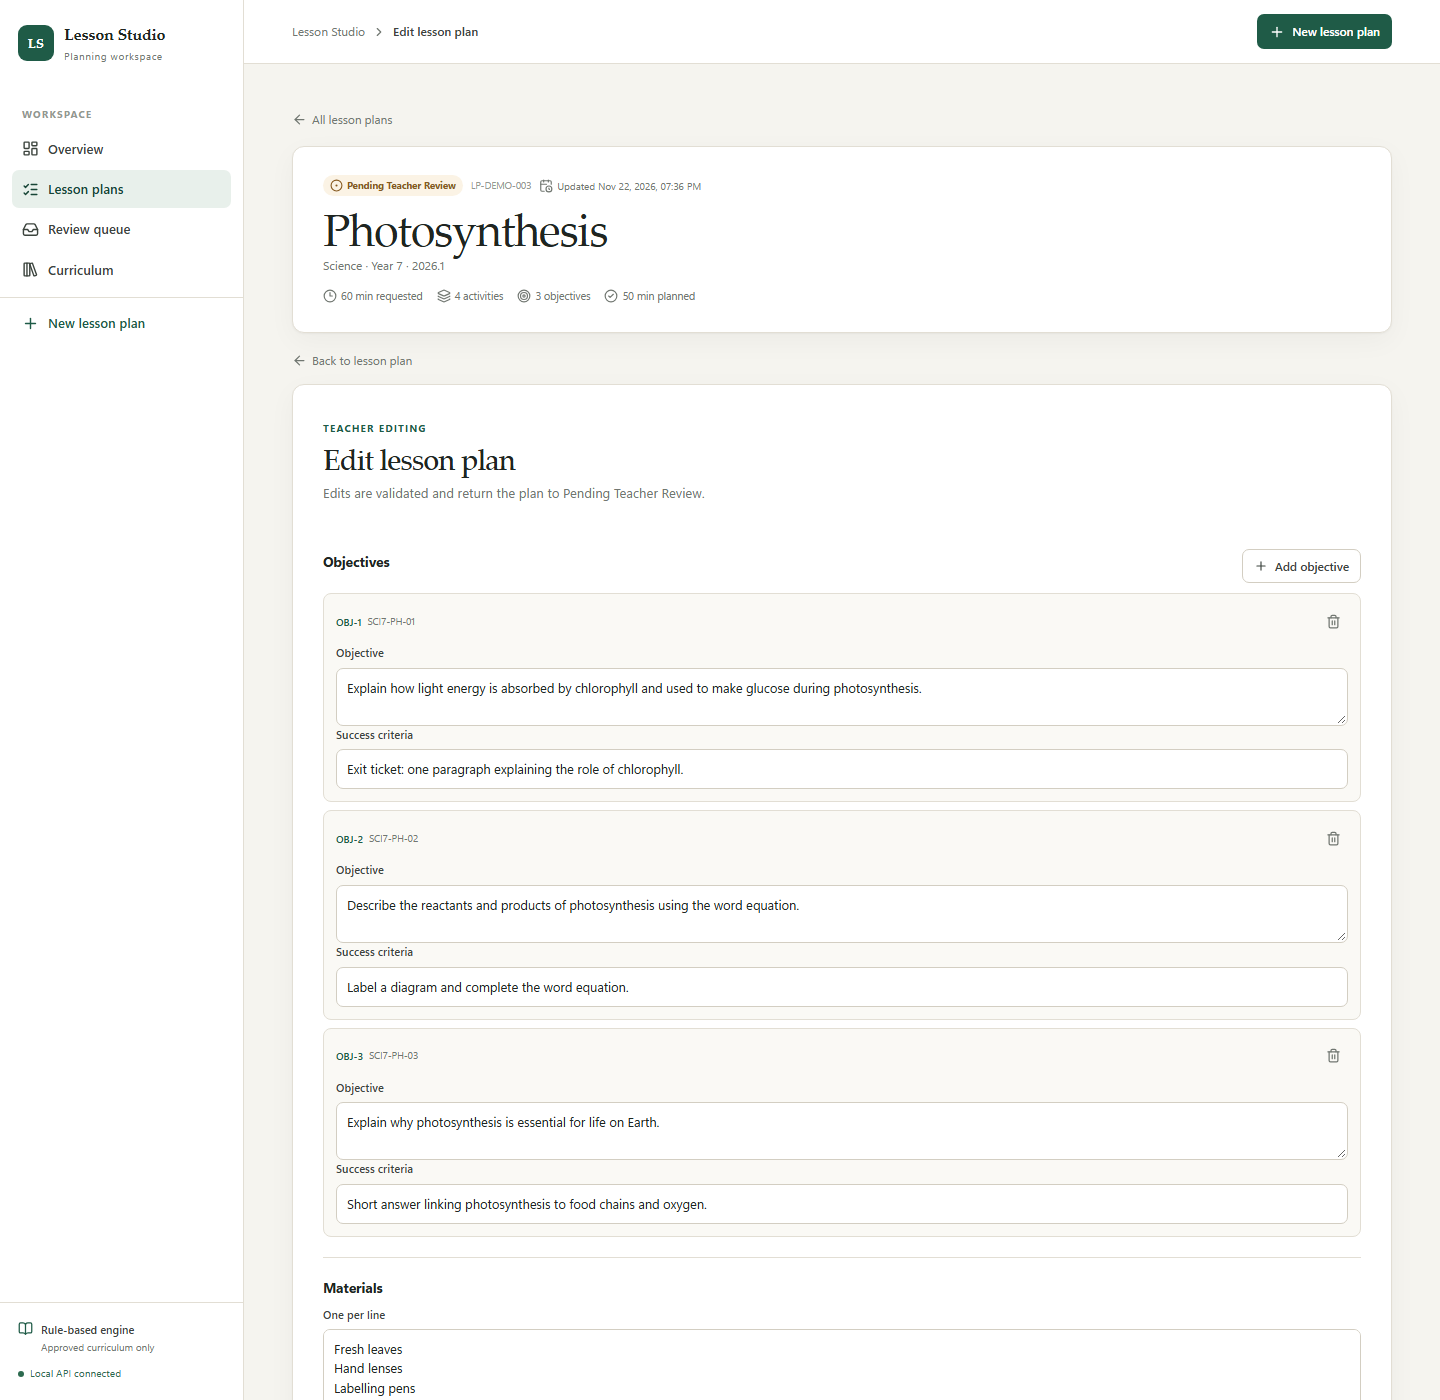 LS
Lesson Studio
Planning workspace
WORKSPACE
Overview
Lesson plans
Review queue
Curriculum
New lesson plan
Rule-based engine
Approved curriculum only
Local API connected
Lesson Studio
Edit lesson plan
New lesson plan
All lesson plans
Pending Teacher Review LP-DEMO-003 Updated Nov 22, 2026, 07:36 PM
Photosynthesis
Science · Year 7 · 2026.1
60 min requested 4 activities 3 objectives 50 min planned
Back to lesson plan
TEACHER EDITING
Edit lesson plan
Edits are validated and return the plan to Pending Teacher Review.
Objectives
Add objective
OBJ-1 SCI7-PH-01
Objective
Explain how light energy is absorbed by chlorophyll and used to make glucose during photosynthesis.
Success criteria
Exit ticket: one paragraph explaining the role of chlorophyll.
OBJ-2 SCI7-PH-02
Objective
Describe the reactants and products of photosynthesis using the word equation.
Success criteria
Label a diagram and complete the word equation.
OBJ-3 SCI7-PH-03
Objective
Explain why photosynthesis is essential for life on Earth.
Success criteria
Short answer linking photosynthesis to food chains and oxygen.
Materials
One per line
Fresh leaves
Hand lenses
Labelling pens